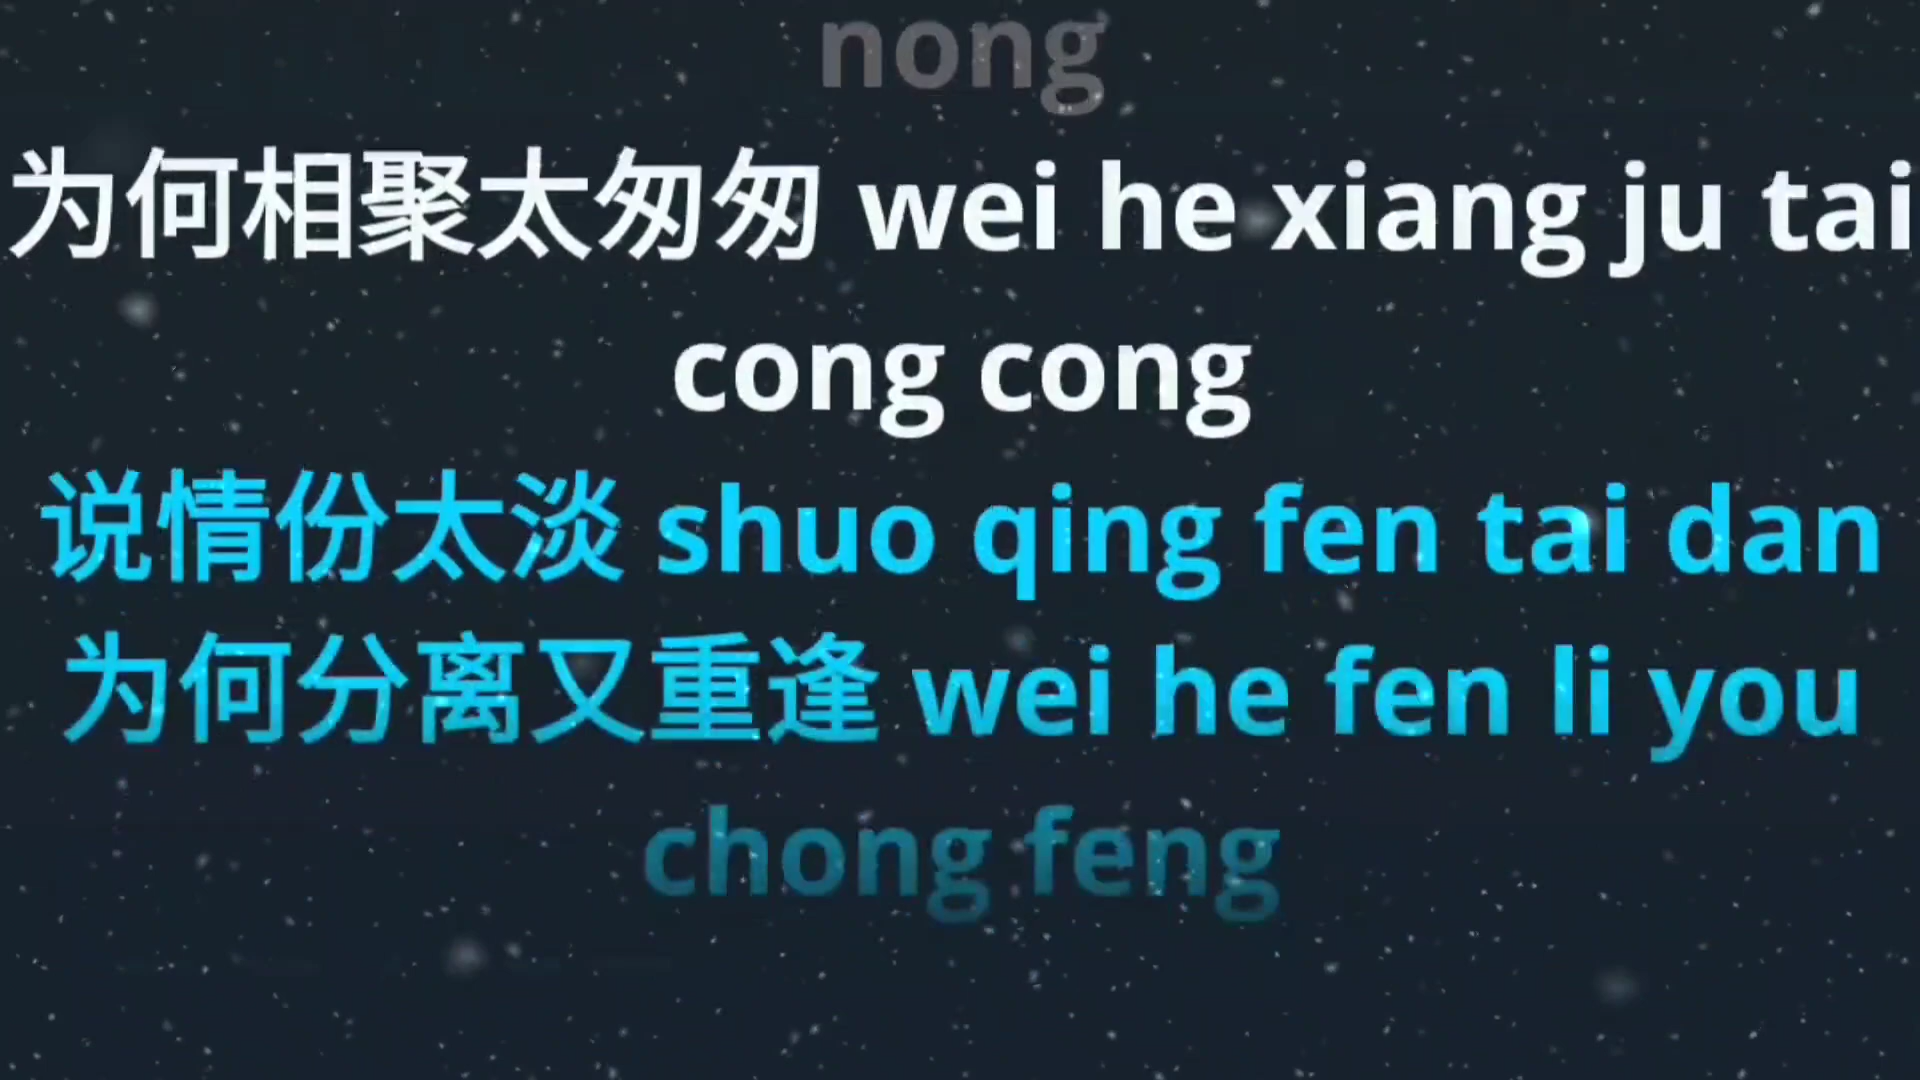 nong
为何相聚太匆匆 wei he xiang ju tai
cong cong
说情份太淡 shuo qing fen tai dan
为何分离又重逢 wei he fen li you
chong feng